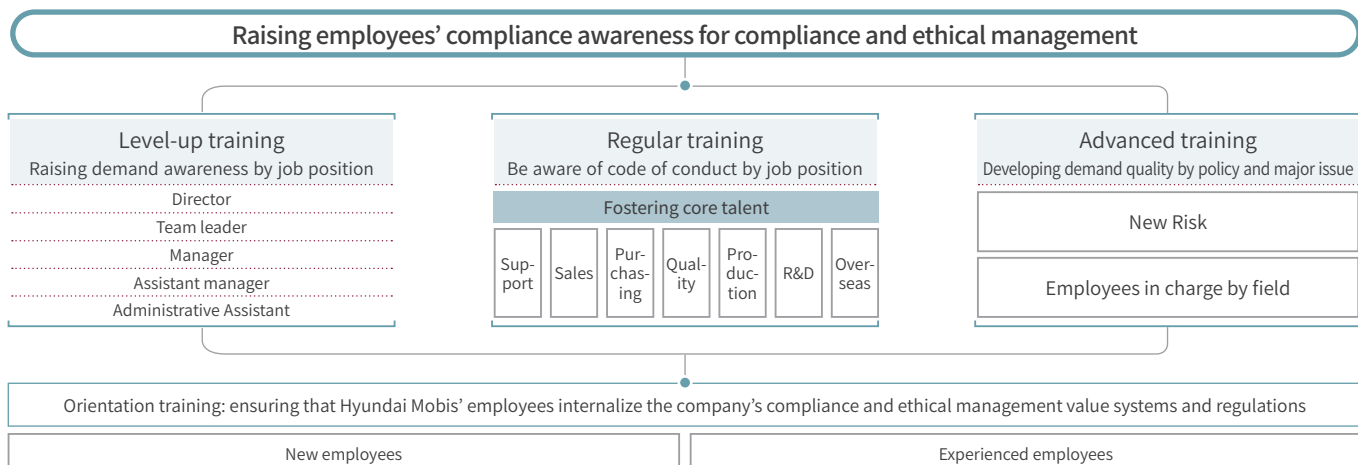 Raising employees’ compliance awareness for compliance and ethical management
Level-up training
Raising demand awareness by job position
Director
Team leader
Manager
Assistant manager
Administrative Assistant
Regular training
Be aware of code of conduct by job position
Fostering core talent
Sup-
port
Sales
Pur-
chas-
ing
Qual-
ity
Pro-
duc-
tion
R&D
Over-
seas
Advanced training
Developing demand quality by policy and major issue
New Risk
Employees in charge by field
Orientation training: ensuring that Hyundai Mobis’ employees internalize the company’s compliance and ethical management value systems and regulations
New employees
Experienced employees